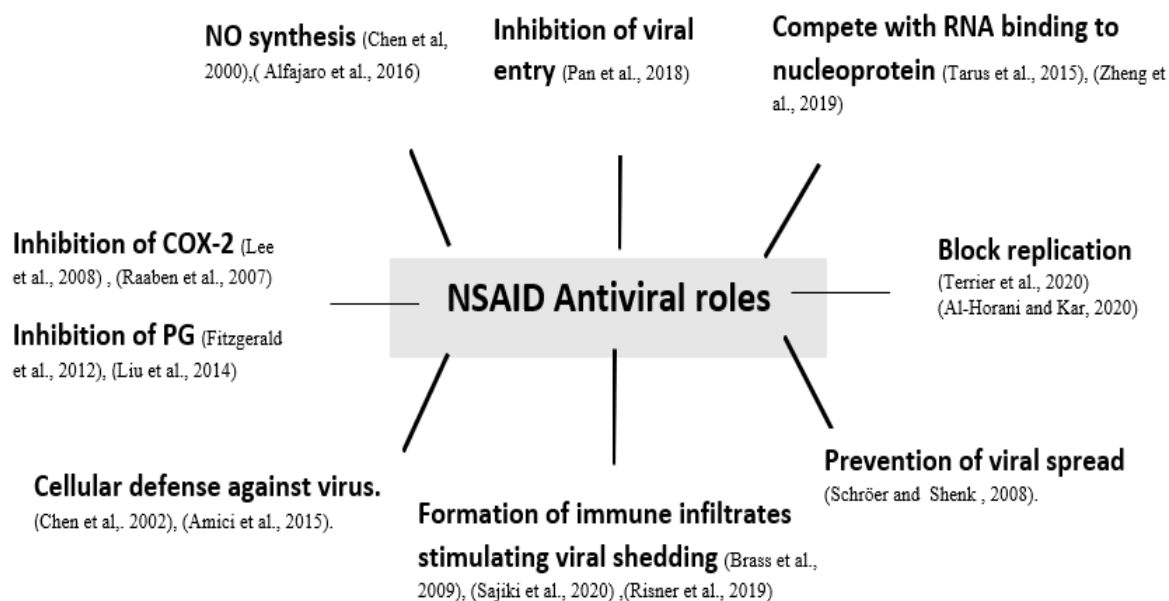 NO synthesis (Chen et al,
2000),( Alfajaro et al., 2016)
Inhibition of viral
entry (Pan et al., 2018)
Compete with RNA binding to
nucleoprotein (Tarus et al., 2015), (Zheng et
al., 2019)
Inhibition of COX-2 (Lee
et al., 2008) , (Raaben et al., 2007)
Inhibition of PG (Fitzgerald
et al., 2012), (Liu et al., 2014)
NSAID Antiviral roles
Block replication
(Terrier et al., 2020)
(Al-Horani and Kar, 2020)
Cellular defense against virus.
(Chen et al,. 2002), (Amici et al., 2015).
Formation of immune infiltrates
stimulating viral shedding (Brass et al.,
2009), (Sajiki et al., 2020) ,(Risner et al., 2019)
Prevention of viral spread
(Schröer and Shenk , 2008).